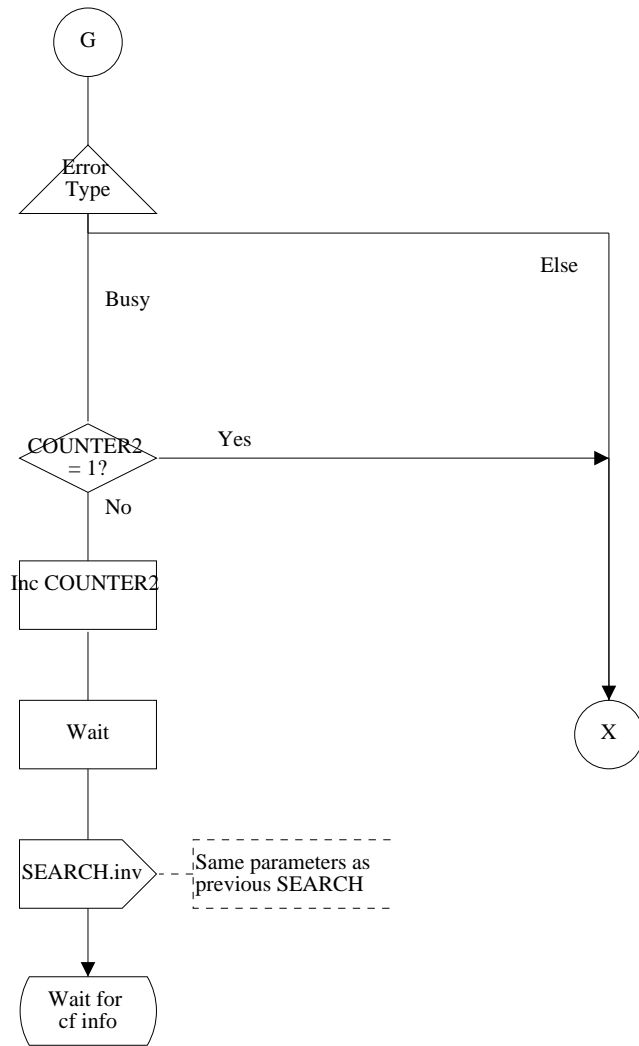 G
Error
Type
Else
Busy
COUNTER2
= 1?
Yes
No
Inc COUNTER2
Wait
X
SEARCH.inv
Same parameters as
previous SEARCH
Wait for
cf info